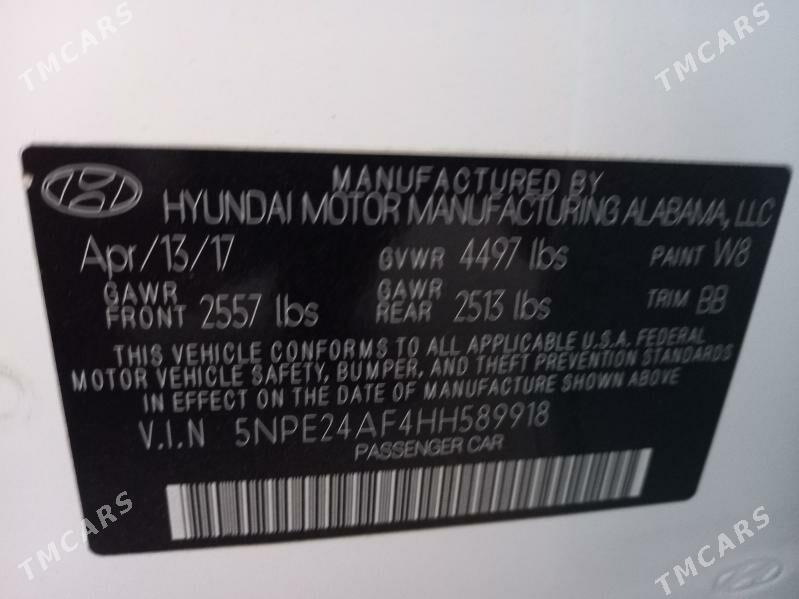 TMCARS
TMCARS
MANUFACTURED BY
HYUNDAI MOTOR MANUFACTURING ALABAMA, LLC
Apr/13/17 GVWR 4497 lbs PAINT W8
GAWR FRONT 2557 lbs GAWR REAR 2513 lbs TRIM BB
THIS VEHICLE CONFORMS TO ALL APPLICABLE U.S.A. FEDERAL
MOTOR VEHICLE SAFETY, BUMPER, AND THEFT PREVENTION STANDARDS
IN EFFECT ON THE DATE OF MANUFACTURE SHOWN ABOVE
V.I.N 5NPE24AF4HH589918
PASSENGER CAR
TMCARS
TMCARS